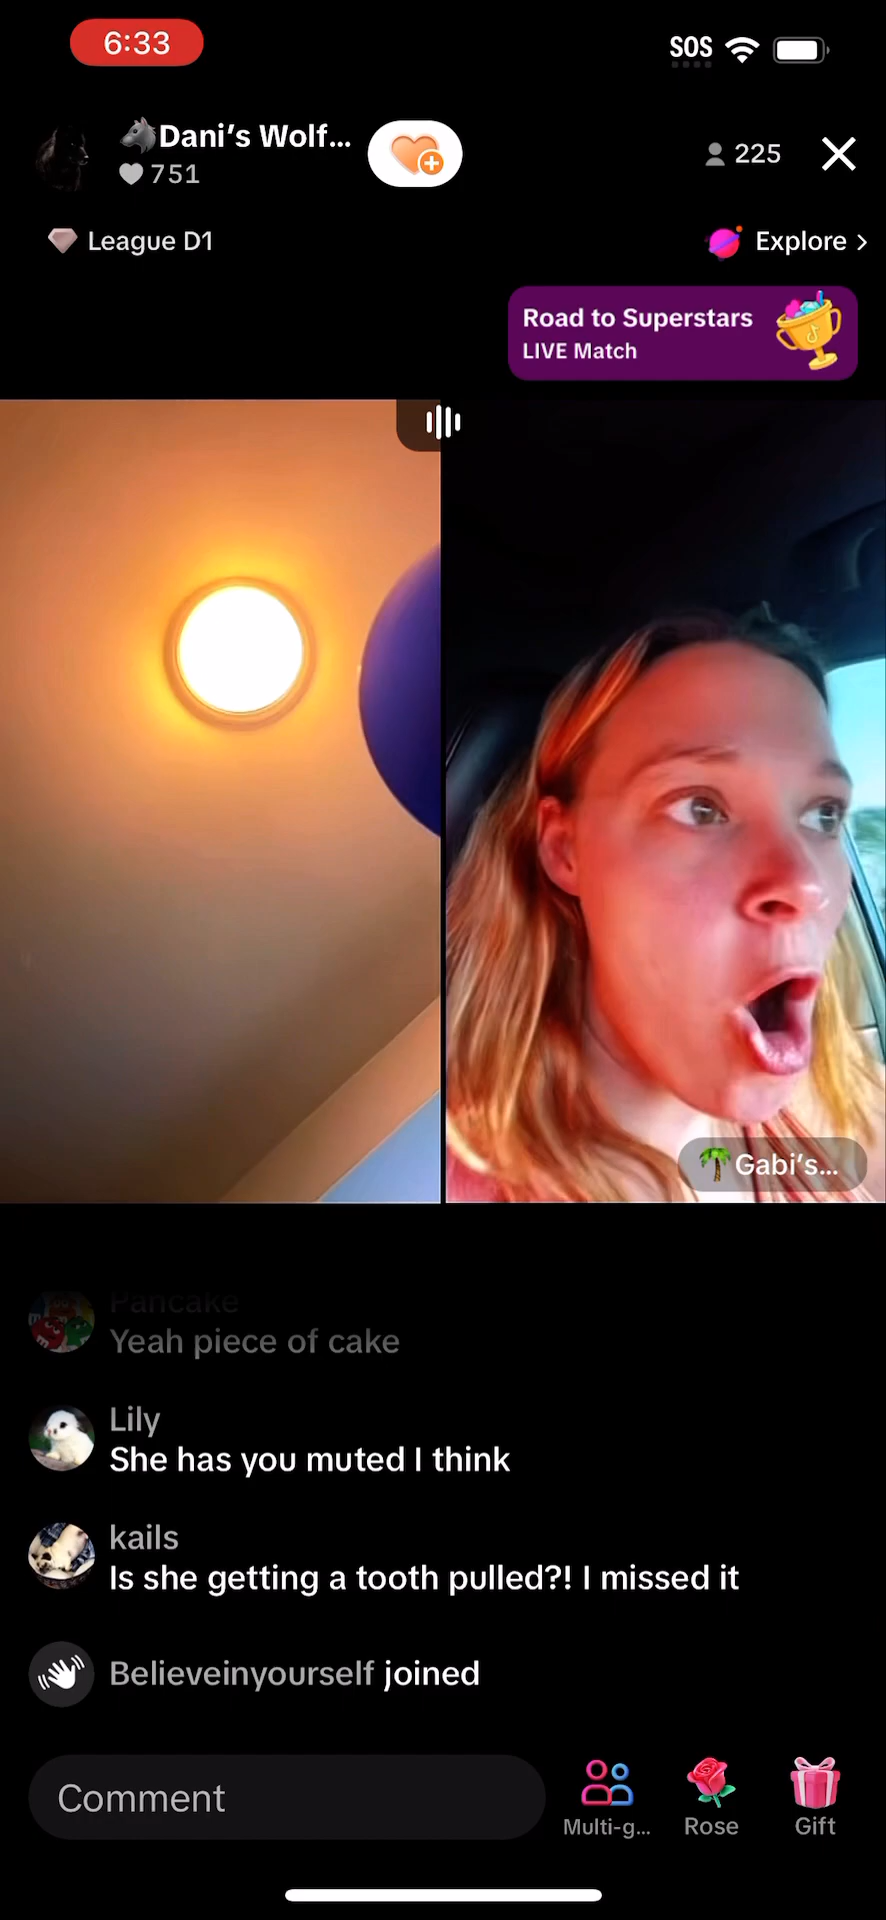 6:33
SOS
🐺Dani's Wolf...
751
225
League D1
Explore >
Road to Superstars
LIVE Match
🌴Gabi's...
Pancake
Yeah piece of cake
Lily
She has you muted I think
kails
Is she getting a tooth pulled?! I missed it
Believeinyourself joined
Comment
Multi-g...
Rose
Gift